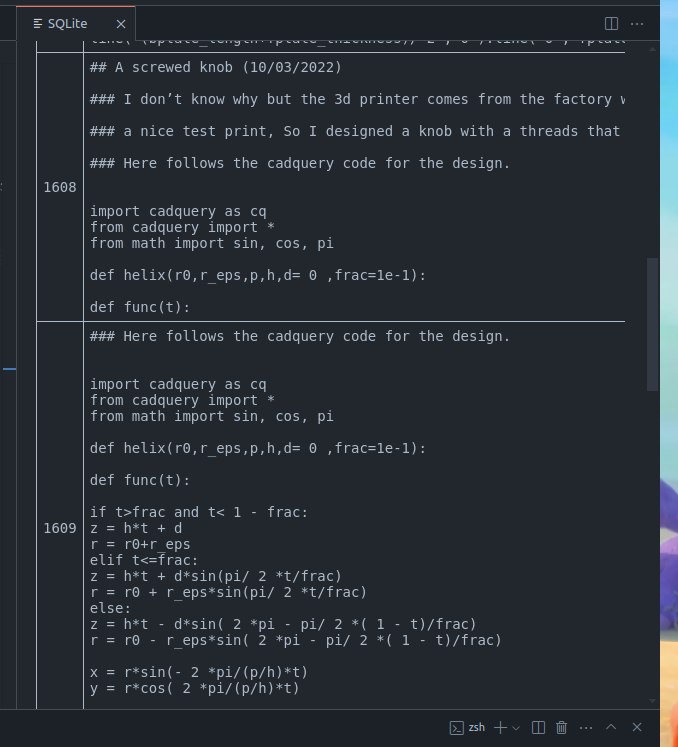 SQLite
## A screwed knob (10/03/2022)
### I don’t know why but the 3d printer comes from the factory
### a nice test print, So I designed a knob with a threads that
### Here follows the cadquery code for the design.
1608
import cadquery as cq
from cadquery import *
from math import sin, cos, pi
def helix(r0,r_eps,p,h,d= 0 ,frac=1e-1):
def func(t):
### Here follows the cadquery code for the design.
import cadquery as cq
from cadquery import *
from math import sin, cos, pi
def helix(r0,r_eps,p,h,d= 0 ,frac=1e-1):
def func(t):
if t>frac and t< 1 - frac:
1609
z = h*t + d
r = r0+r_eps
elif t<=frac:
z = h*t + d*sin(pi/ 2 *t/frac)
r = r0 + r_eps*sin(pi/ 2 *t/frac)
else:
z = h*t - d*sin( 2 *pi - pi/ 2 *( 1 - t)/frac)
r = r0 - r_eps*sin( 2 *pi - pi/ 2 *( 1 - t)/frac)
x = r*sin(- 2 *pi/(p/h)*t)
y = r*cos( 2 *pi/(p/h)*t)
zsh